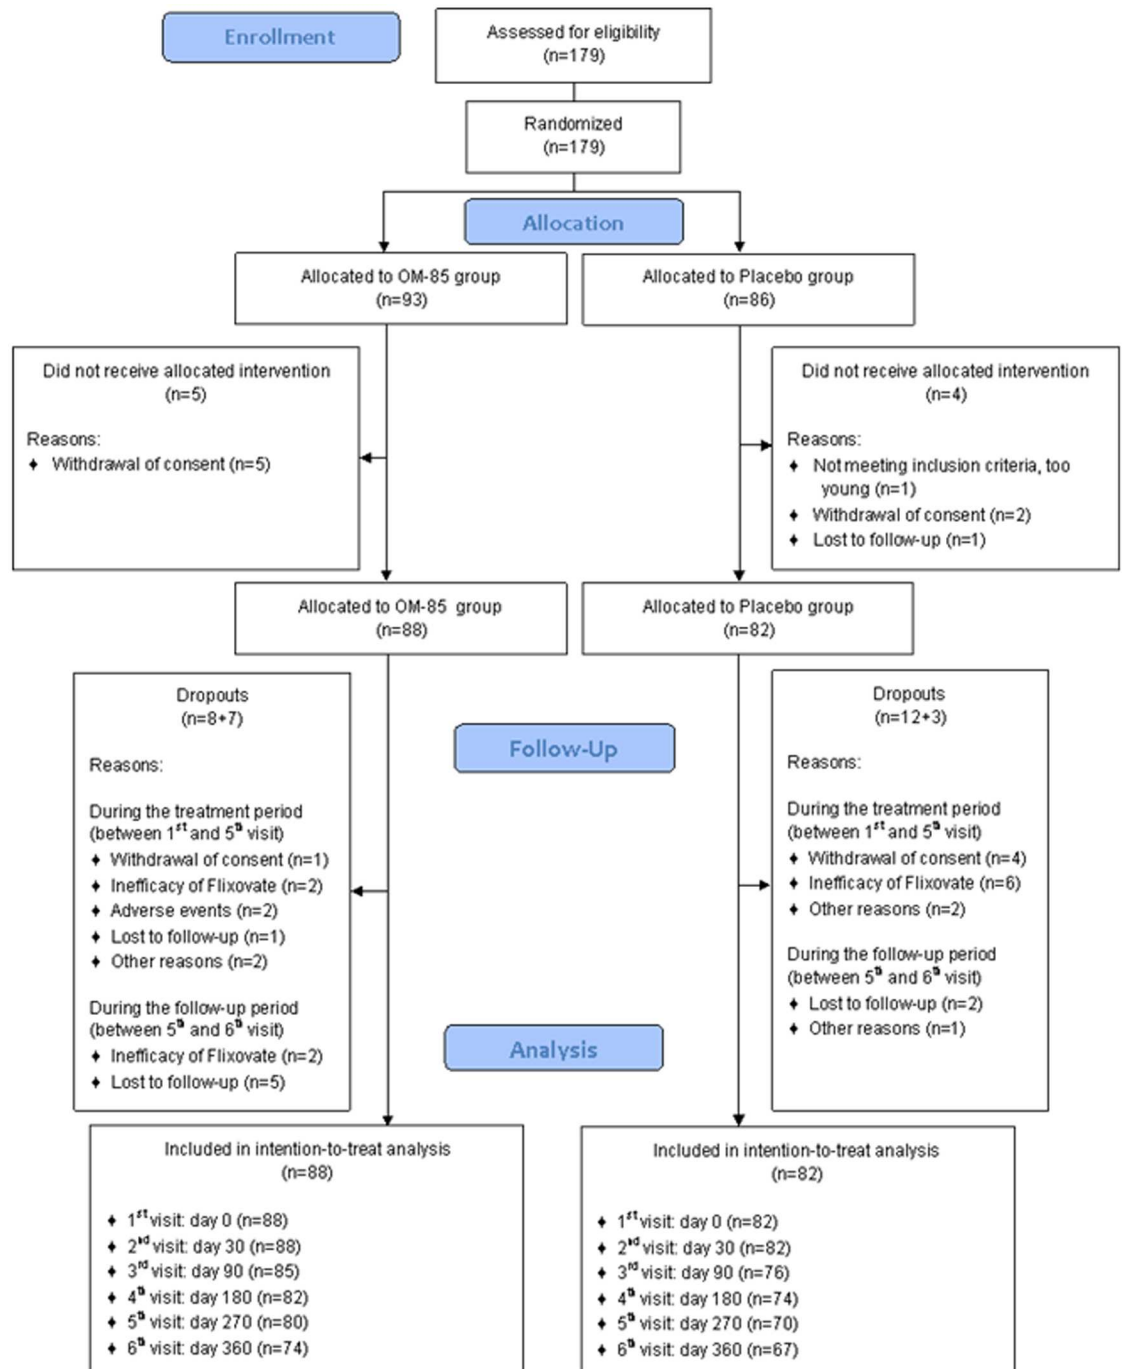 Enrollment
Assessed for eligibility
(n=179)
Randomized
(n=179)
Allocation
Allocated to OM-85 group
(n=93)
Allocated to Placebo group
(n=86)
Did not receive allocated intervention
(n=5)
Reasons:
♦ Withdrawal of consent (n=5)
Did not receive allocated intervention
(n=4)
Reasons:
♦ Not meeting inclusion criteria, too
young (n=1)
♦ Withdrawal of consent (n=2)
♦ Lost to follow-up (n=1)
Allocated to OM-85 group
(n=88)
Allocated to Placebo group
(n=82)
Dropouts
(n=8+7)
Reasons:
During the treatment period
(between 1st and 5th visit)
♦ Withdrawal of consent (n=1)
♦ Inefficacy of Flixovate (n=2)
♦ Adverse events (n=2)
♦ Lost to follow-up (n=1)
♦ Other reasons (n=2)
During the follow-up period
(between 5th and 6th visit)
♦ Inefficacy of Flixovate (n=2)
♦ Lost to follow-up (n=5)
Follow-Up
Dropouts
(n=12+3)
Reasons:
During the treatment period
(between 1st and 5th visit)
♦ Withdrawal of consent (n=4)
♦ Inefficacy of Flixovate (n=6)
♦ Other reasons (n=2)
During the follow-up period
(between 5th and 6th visit)
♦ Lost to follow-up (n=2)
♦ Other reasons (n=1)
Analysis
Included in intention-to-treat analysis
(n=88)
♦ 1st visit: day 0 (n=88)
♦ 2nd visit: day 30 (n=88)
♦ 3rd visit: day 90 (n=85)
♦ 4th visit: day 180 (n=82)
♦ 5th visit: day 270 (n=80)
♦ 6th visit: day 360 (n=74)
Included in intention-to-treat analysis
(n=82)
♦ 1st visit: day 0 (n=82)
♦ 2nd visit: day 30 (n=82)
♦ 3rd visit: day 90 (n=76)
♦ 4th visit: day 180 (n=74)
♦ 5th visit: day 270 (n=70)
♦ 6th visit: day 360 (n=67)